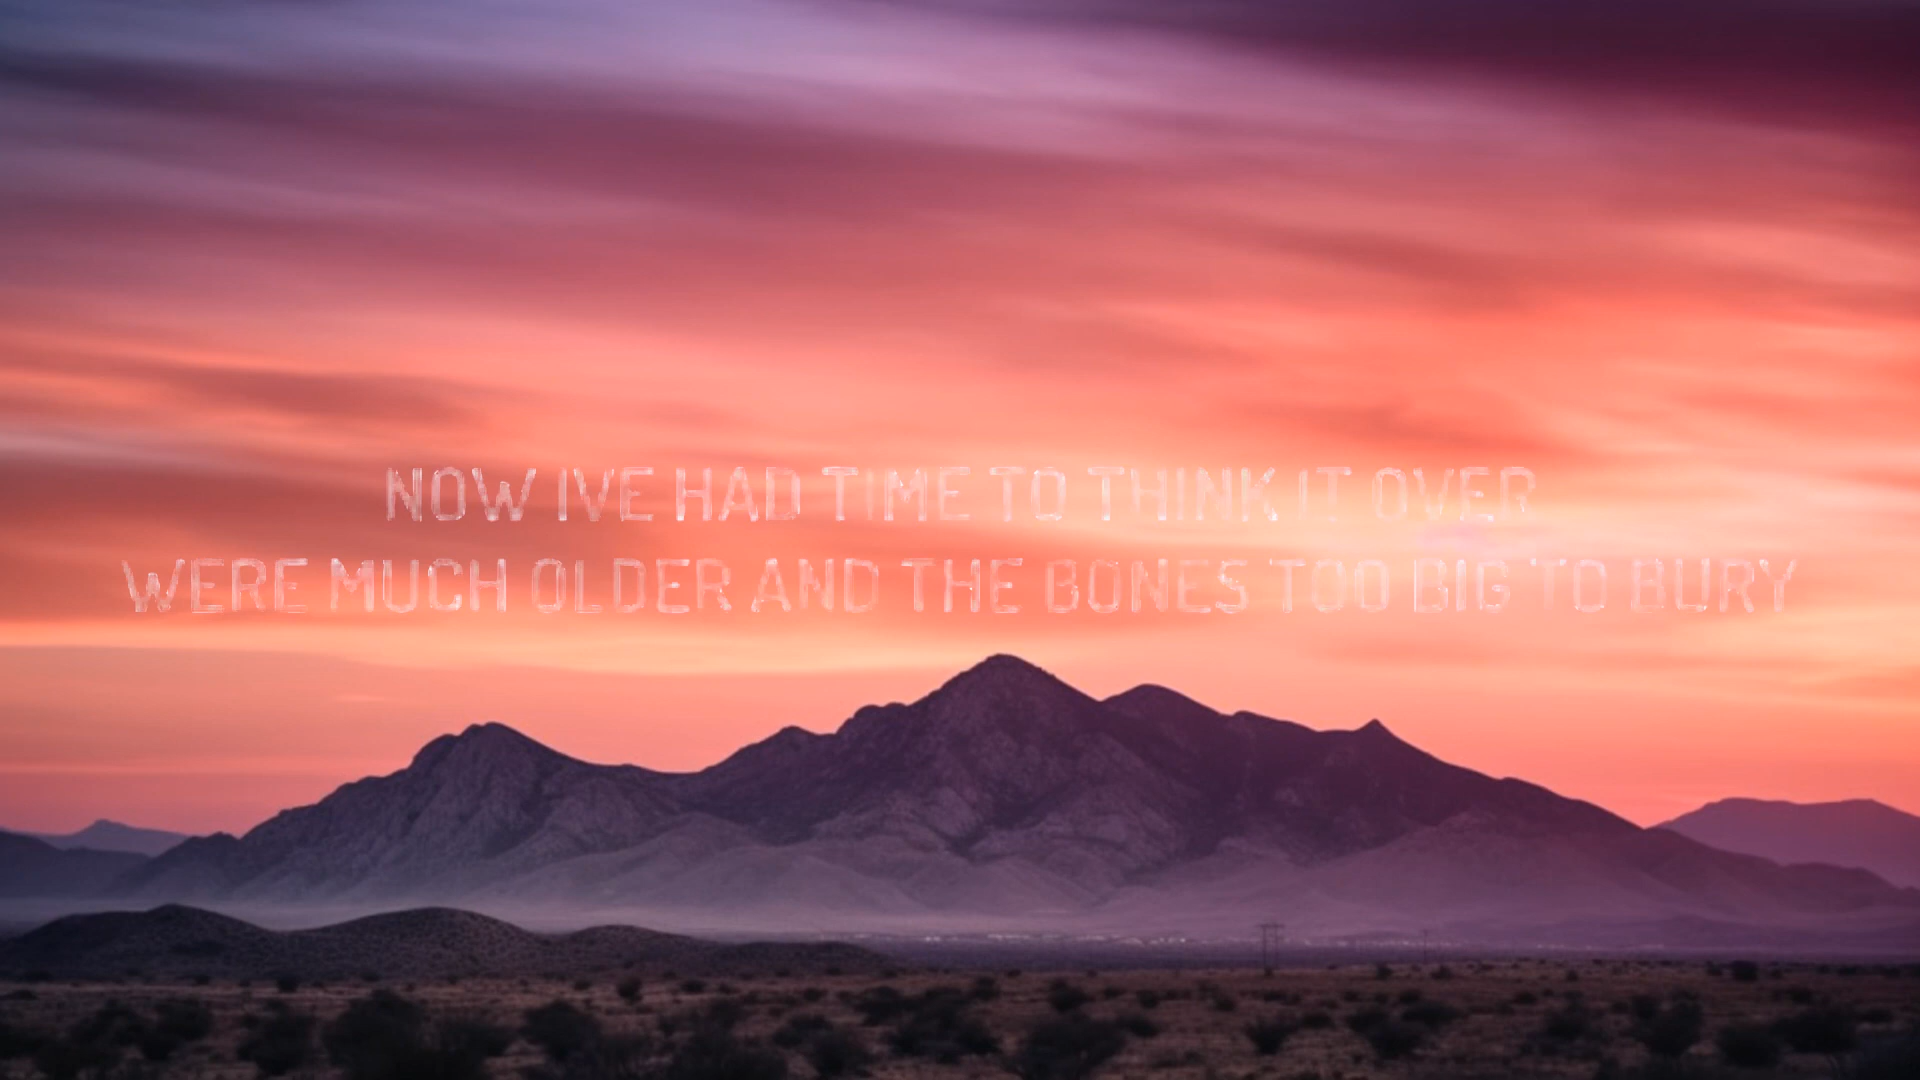 NOW IVE HAD TIME TO THINK IT OVER
WERE MUCH OLDER AND THE BONES TOO BIG TO BURY